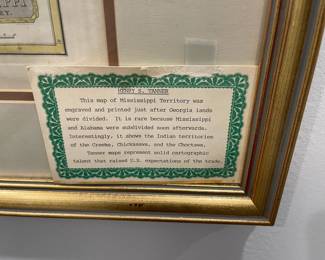 SSIPPI
HENRY S. TANNER
This map of Mississippi Territory was
engraved and printed just after Georgia lands
were divided. It is rare because Mississippi
and Alabama were subdivided soon afterwards.
Interestingly, it shows the Indian territories
of the Creeks, Chickasaws, and the Choctaws.
Tanner maps represent solid cartographic
talent that raised U.S. expectations of the trade.